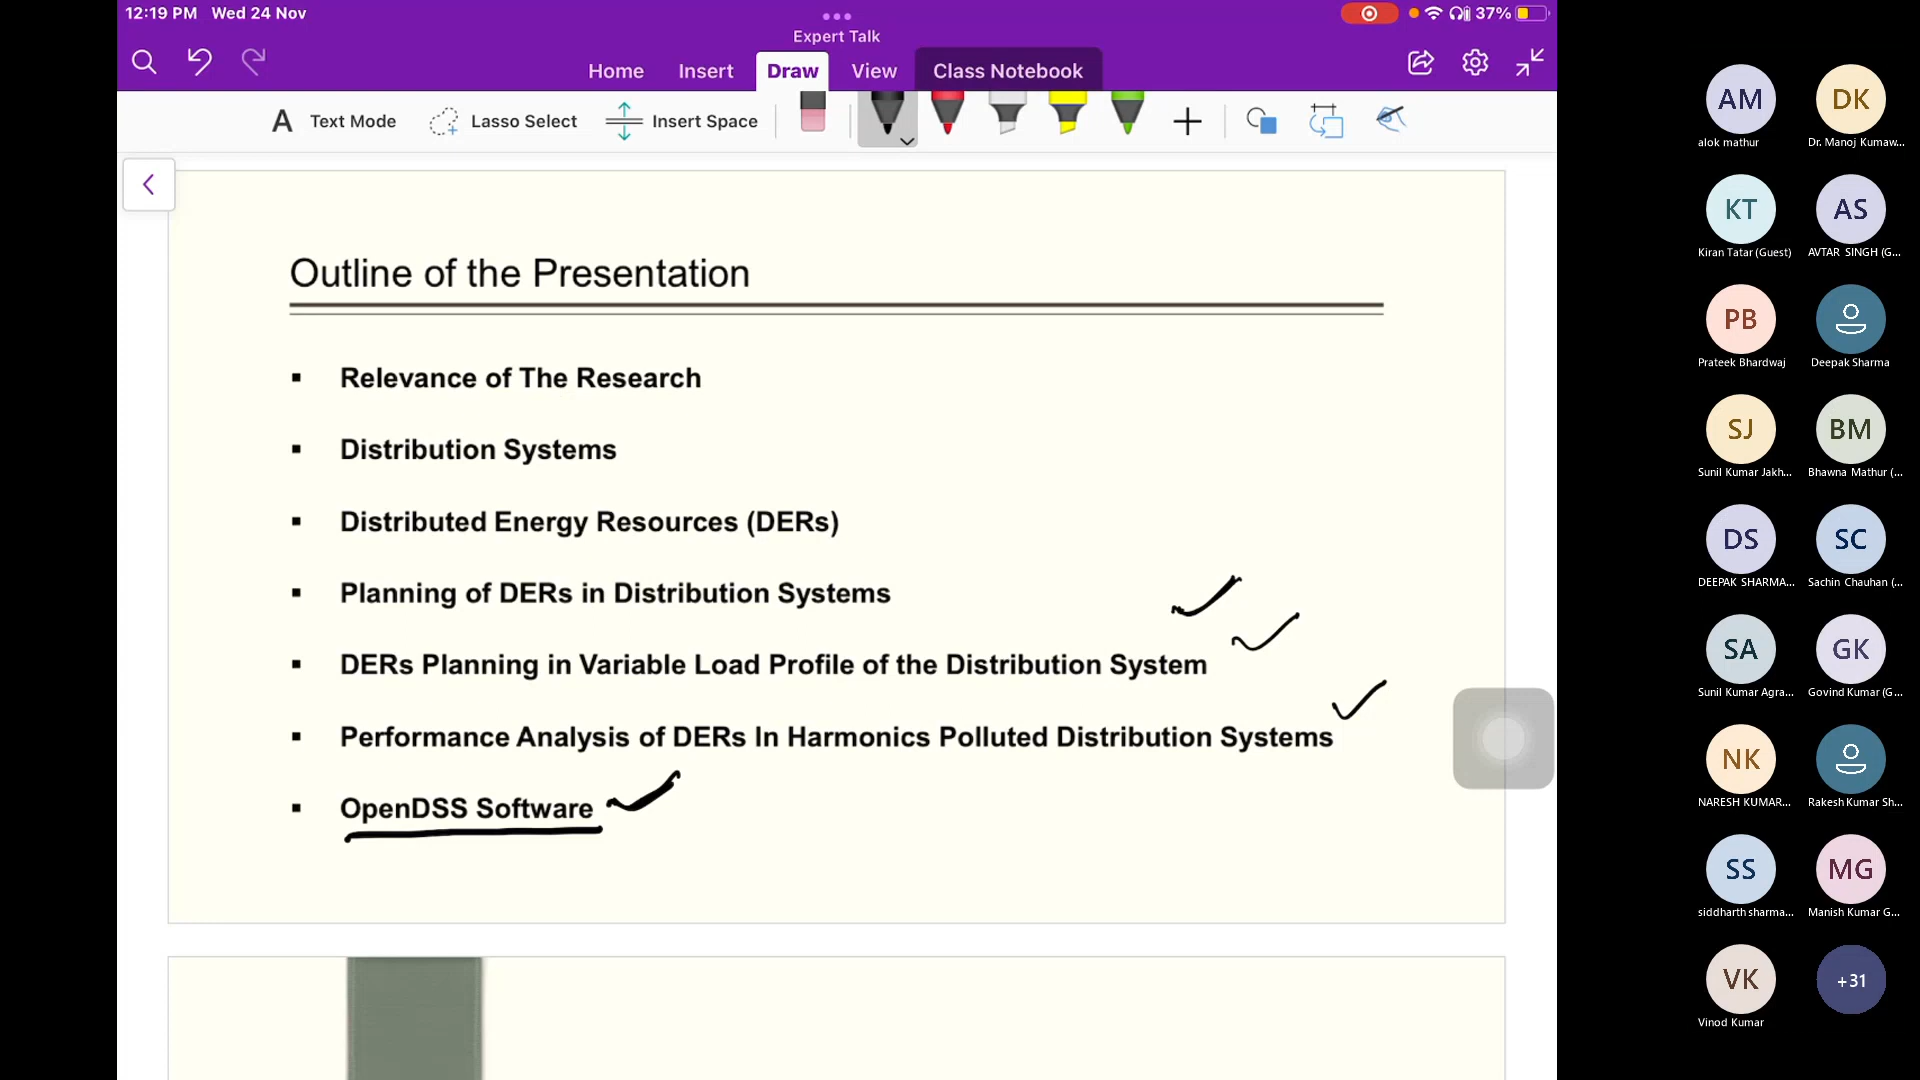 12:19 PM Wed 24 Nov
37%
Expert Talk
Home Insert Draw View Class Notebook
A Text Mode Lasso Select Insert Space
Outline of the Presentation
▪ Relevance of The Research
▪ Distribution Systems
▪ Distributed Energy Resources (DERs)
▪ Planning of DERs in Distribution Systems
▪ DERs Planning in Variable Load Profile of the Distribution System
▪ Performance Analysis of DERs In Harmonics Polluted Distribution Systems
▪ OpenDSS Software
AM DK
alok mathur Dr. Manoj Kumaw...
KT AS
Kiran Tatar (Guest) AVTAR SINGH (G...
PB
Prateek Bhardwaj Deepak Sharma
SJ BM
Sunil Kumar Jakh... Bhawna Mathur (...
DS SC
DEEPAK SHARMA... Sachin Chauhan (...
SA GK
Sunil Kumar Agra... Govind Kumar (G...
NK
NARESH KUMAR... Rakesh Kumar Sh...
SS MG
siddharth sharma... Manish Kumar G...
VK +31
Vinod Kumar